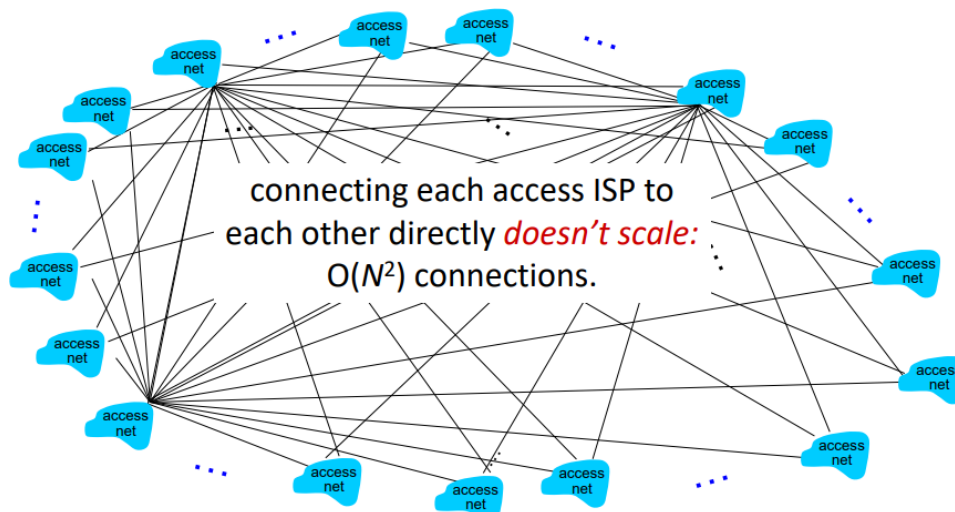 access
net
access
net
access
net
access
net
access
net
access
net
access
net
connecting each access ISP to
each other directly doesn't scale:
O(N²) connections.
access
net
access
net
access
net
access
net
access
net
access
net
access
net
access
net
access
net